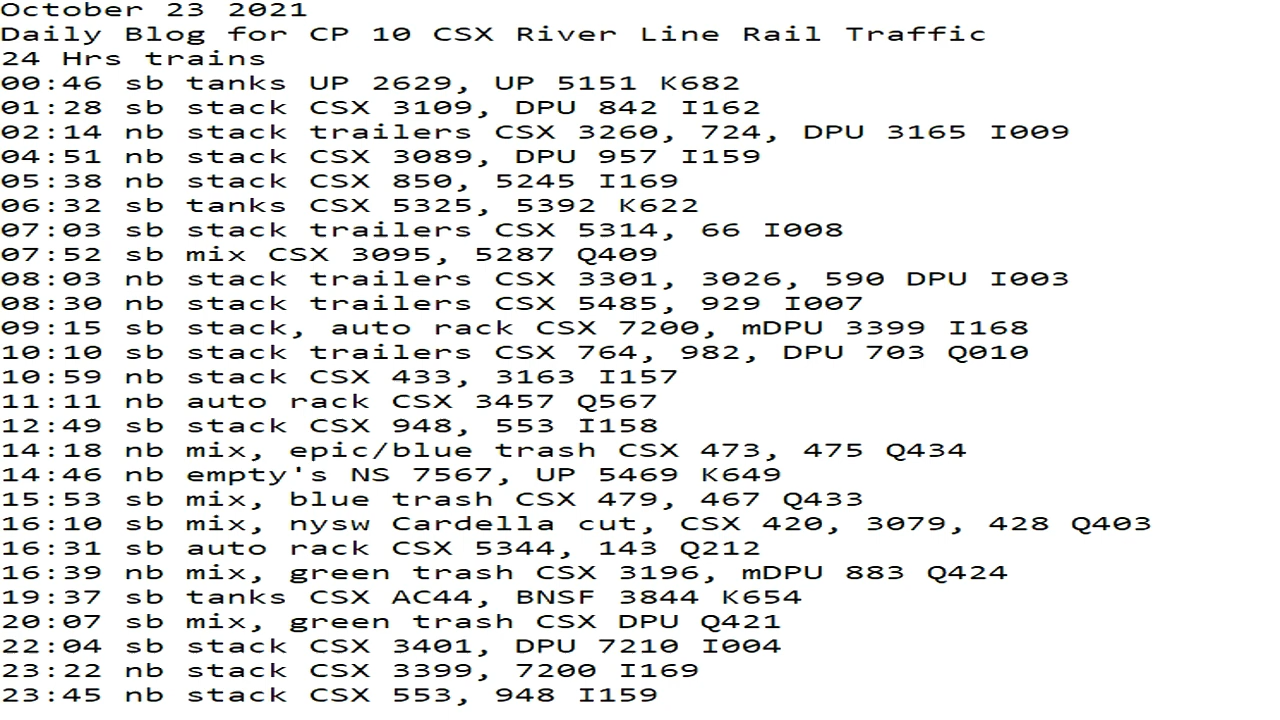 October 23 2021
Daily Blog for CP 10 CSX River Line Rail Traffic
24 Hrs trains
00:46 sb tanks UP 2629, UP 5151 K682
01:28 sb stack CSX 3109, DPU 842 I162
02:14 nb stack trailers CSX 3260, 724, DPU 3165 I009
04:51 nb stack CSX 3089, DPU 957 I159
05:38 nb stack CSX 850, 5245 I169
06:32 sb tanks CSX 5325, 5392 K622
07:03 sb stack trailers CSX 5314, 66 I008
07:52 sb mix CSX 3095, 5287 Q409
08:03 nb stack trailers CSX 3301, 3026, 590 DPU I003
08:30 nb stack trailers CSX 5485, 929 I007
09:15 sb stack, auto rack CSX 7200, mDPU 3399 I168
10:10 sb stack trailers CSX 764, 982, DPU 703 Q010
10:59 nb stack CSX 433, 3163 I157
11:11 nb auto rack CSX 3457 Q567
12:49 sb stack CSX 948, 553 I158
14:18 nb mix, epic/blue trash CSX 473, 475 Q434
14:46 nb empty's NS 7567, UP 5469 K649
15:53 sb mix, blue trash CSX 479, 467 Q433
16:10 sb mix, nysw Cardella cut, CSX 420, 3079, 428 Q403
16:31 sb auto rack CSX 5344, 143 Q212
16:39 nb mix, green trash CSX 3196, mDPU 883 Q424
19:37 sb tanks CSX AC44, BNSF 3844 K654
20:07 sb mix, green trash CSX DPU Q421
22:04 sb stack CSX 3401, DPU 7210 I004
23:22 nb stack CSX 3399, 7200 I169
23:45 nb stack CSX 553, 948 I159